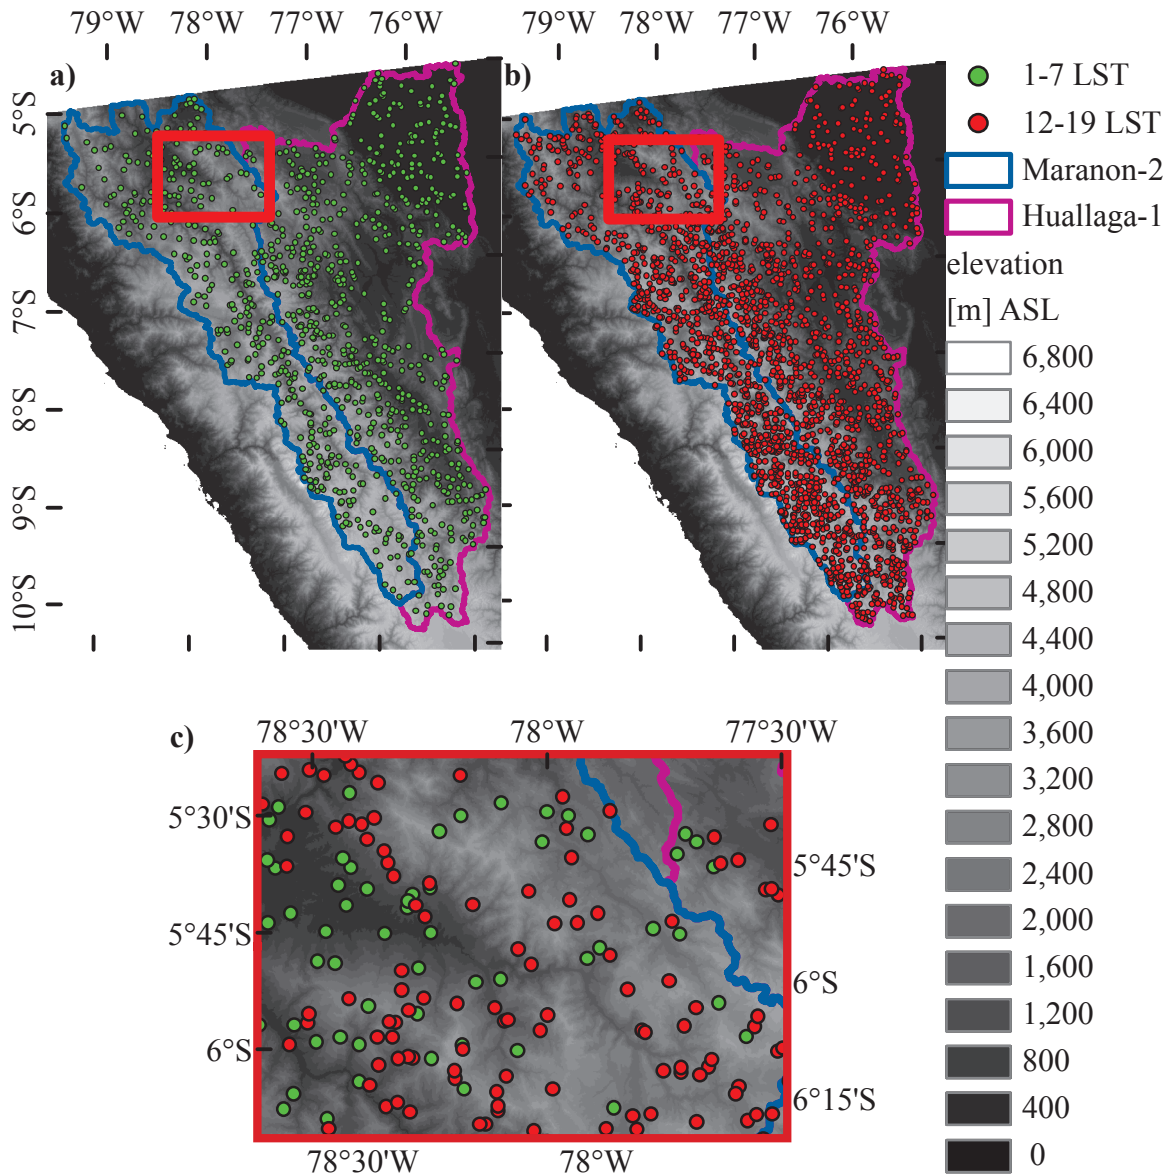 79°W 78°W 77°W 76°W
79°W 78°W 77°W 76°W
a)
b)
5°S
6°S
7°S
8°S
9°S
10°S
1-7 LST
12-19 LST
Maranon-2
Huallaga-1
elevation
[m] ASL
6,800
6,400
6,000
5,600
5,200
4,800
4,400
4,000
3,600
3,200
2,800
2,400
2,000
1,600
1,200
800
400
0
c)
78°30'W 78°W 77°30'W
5°30'S
5°45'S
6°S
5°45'S
6°S
6°15'S
78°30'W 78°W